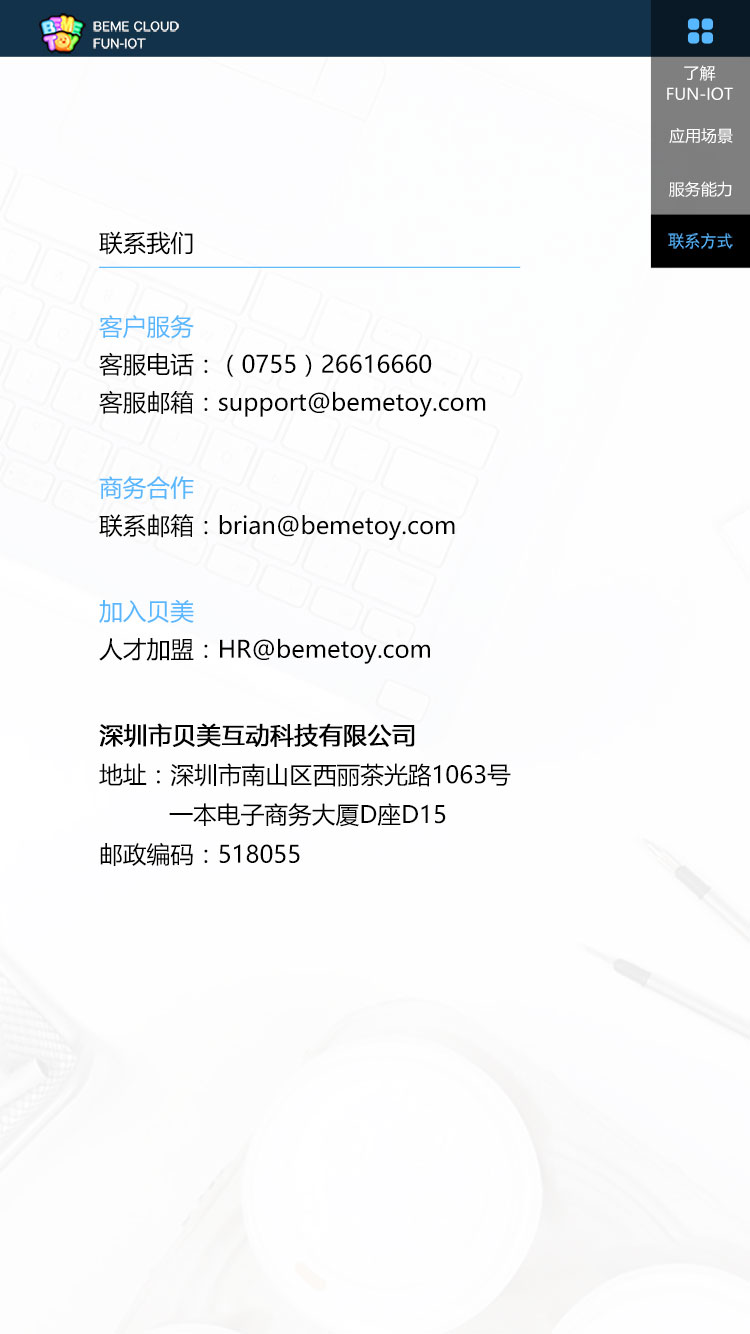 BEME TOY
BEME CLOUD
FUN-IOT
了解
FUN-IOT
应用场景
服务能力
联系方式
联系我们
客户服务
客服电话：（0755）26616660
客服邮箱：support@bemetoy.com
商务合作
联系邮箱：brian@bemetoy.com
加入贝美
人才加盟：HR@bemetoy.com
深圳市贝美互动科技有限公司
地址：深圳市南山区西丽茶光路1063号
一本电子商务大厦D座D15
邮政编码：518055